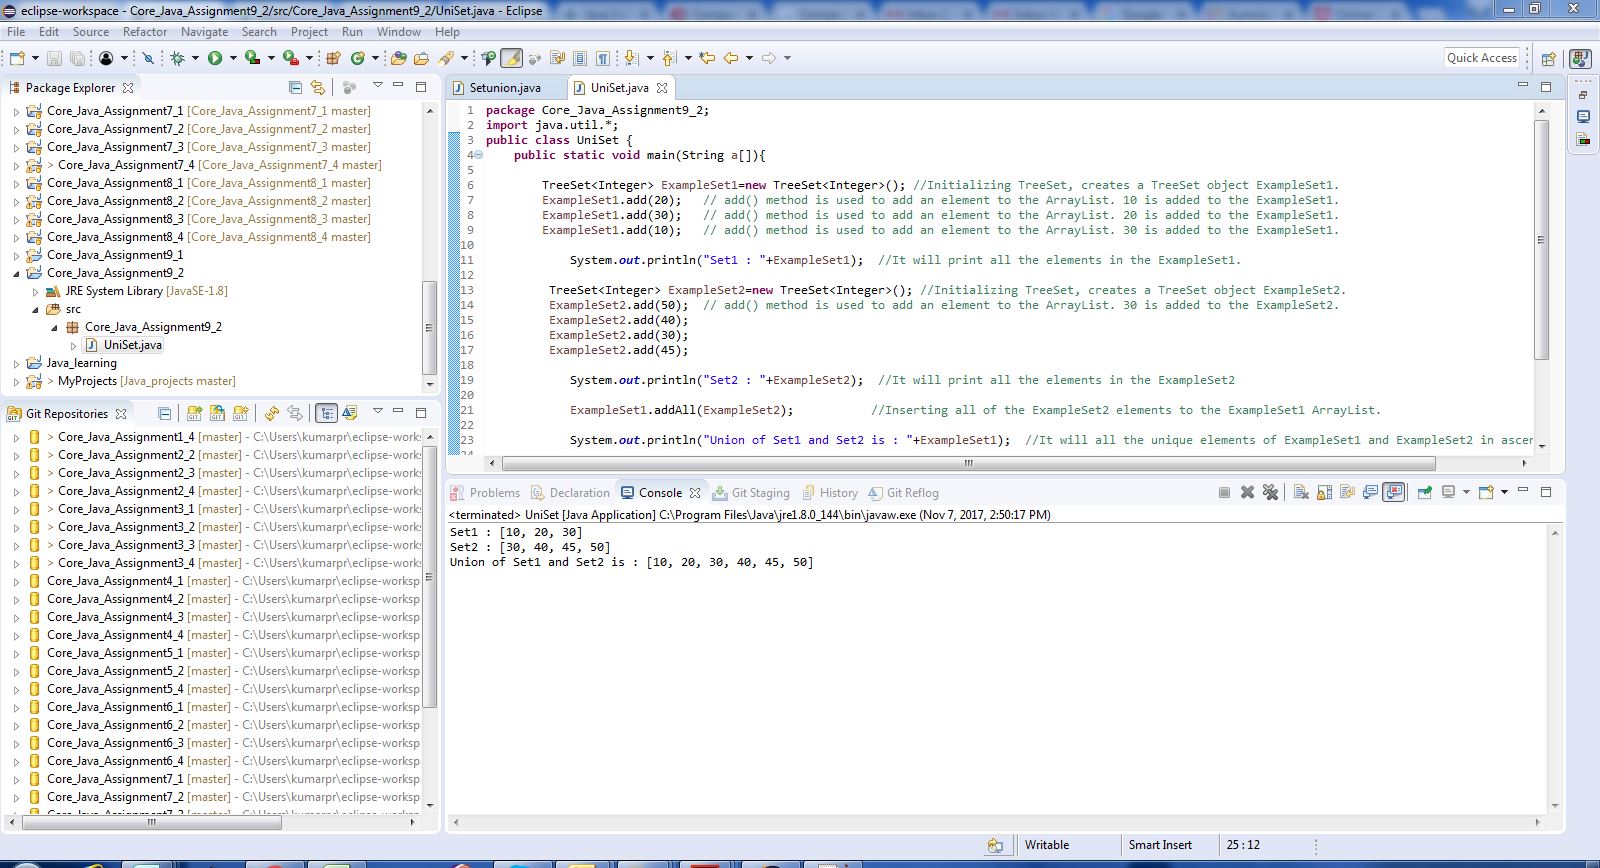 eclipse-workspace - Core_Java_Assignment9_2/src/Core_Java_Assignment9_2/UniSet.java - Eclipse
File Edit Source Refactor Navigate Search Project Run Window Help
Quick Access
Package Explorer
Core_Java_Assignment7_1 [Core_Java_Assignment7_1 master]
Core_Java_Assignment7_2 [Core_Java_Assignment7_2 master]
Core_Java_Assignment7_3 [Core_Java_Assignment7_3 master]
> Core_Java_Assignment7_4 [Core_Java_Assignment7_4 master]
Core_Java_Assignment8_1 [Core_Java_Assignment8_1 master]
Core_Java_Assignment8_2 [Core_Java_Assignment8_2 master]
Core_Java_Assignment8_3 [Core_Java_Assignment8_3 master]
Core_Java_Assignment8_4 [Core_Java_Assignment8_4 master]
Core_Java_Assignment9_1
Core_Java_Assignment9_2
JRE System Library [JavaSE-1.8]
src
Core_Java_Assignment9_2
UniSet.java
Java_learning
> MyProjects [Java_projects master]
Git Repositories
> Core_Java_Assignment1_4 [master] - C:\Users\kumarpr\eclipse-works
> Core_Java_Assignment2_2 [master] - C:\Users\kumarpr\eclipse-works
> Core_Java_Assignment2_3 [master] - C:\Users\kumarpr\eclipse-works
> Core_Java_Assignment2_4 [master] - C:\Users\kumarpr\eclipse-works
> Core_Java_Assignment3_1 [master] - C:\Users\kumarpr\eclipse-works
> Core_Java_Assignment3_2 [master] - C:\Users\kumarpr\eclipse-works
> Core_Java_Assignment3_3 [master] - C:\Users\kumarpr\eclipse-works
> Core_Java_Assignment3_4 [master] - C:\Users\kumarpr\eclipse-works
Core_Java_Assignment4_1 [master] - C:\Users\kumarpr\eclipse-worksp
Core_Java_Assignment4_2 [master] - C:\Users\kumarpr\eclipse-worksp
Core_Java_Assignment4_3 [master] - C:\Users\kumarpr\eclipse-worksp
Core_Java_Assignment4_4 [master] - C:\Users\kumarpr\eclipse-worksp
Core_Java_Assignment5_1 [master] - C:\Users\kumarpr\eclipse-worksp
Core_Java_Assignment5_2 [master] - C:\Users\kumarpr\eclipse-worksp
Core_Java_Assignment5_4 [master] - C:\Users\kumarpr\eclipse-worksp
Core_Java_Assignment6_1 [master] - C:\Users\kumarpr\eclipse-worksp
Core_Java_Assignment6_2 [master] - C:\Users\kumarpr\eclipse-worksp
Core_Java_Assignment6_3 [master] - C:\Users\kumarpr\eclipse-worksp
Core_Java_Assignment6_4 [master] - C:\Users\kumarpr\eclipse-worksp
Core_Java_Assignment7_1 [master] - C:\Users\kumarpr\eclipse-worksp
Core_Java_Assignment7_2 [master] - C:\Users\kumarpr\eclipse-worksp
Setunion.java UniSet.java
1 package Core_Java_Assignment9_2;
2 import java.util.*;
3 public class UniSet {
4 public static void main(String a[]){
5
6 TreeSet<Integer> ExampleSet1=new TreeSet<Integer>(); //Initializing TreeSet, creates a TreeSet object ExampleSet1.
7 ExampleSet1.add(20); // add() method is used to add an element to the ArrayList. 10 is added to the ExampleSet1.
8 ExampleSet1.add(30); // add() method is used to add an element to the ArrayList. 20 is added to the ExampleSet1.
9 ExampleSet1.add(10); // add() method is used to add an element to the ArrayList. 30 is added to the ExampleSet1.
10
11 System.out.println("Set1 : "+ExampleSet1); //It will print all the elements in the ExampleSet1.
12
13 TreeSet<Integer> ExampleSet2=new TreeSet<Integer>(); //Initializing TreeSet, creates a TreeSet object ExampleSet2.
14 ExampleSet2.add(50); // add() method is used to add an element to the ArrayList. 30 is added to the ExampleSet2.
15 ExampleSet2.add(40);
16 ExampleSet2.add(30);
17 ExampleSet2.add(45);
18
19 System.out.println("Set2 : "+ExampleSet2); //It will print all the elements in the ExampleSet2
20
21 ExampleSet1.addAll(ExampleSet2); //Inserting all of the ExampleSet2 elements to the ExampleSet1 ArrayList.
22
23 System.out.println("Union of Set1 and Set2 is : "+ExampleSet1); //It will all the unique elements of ExampleSet1 and ExampleSet2 in ascer
Problems Declaration Console Git Staging History Git Reflog
<terminated> UniSet [Java Application] C:\Program Files\Java\jre1.8.0_144\bin\javaw.exe (Nov 7, 2017, 2:50:17 PM)
Set1 : [10, 20, 30]
Set2 : [30, 40, 45, 50]
Union of Set1 and Set2 is : [10, 20, 30, 40, 45, 50]
Writable Smart Insert 25 : 12